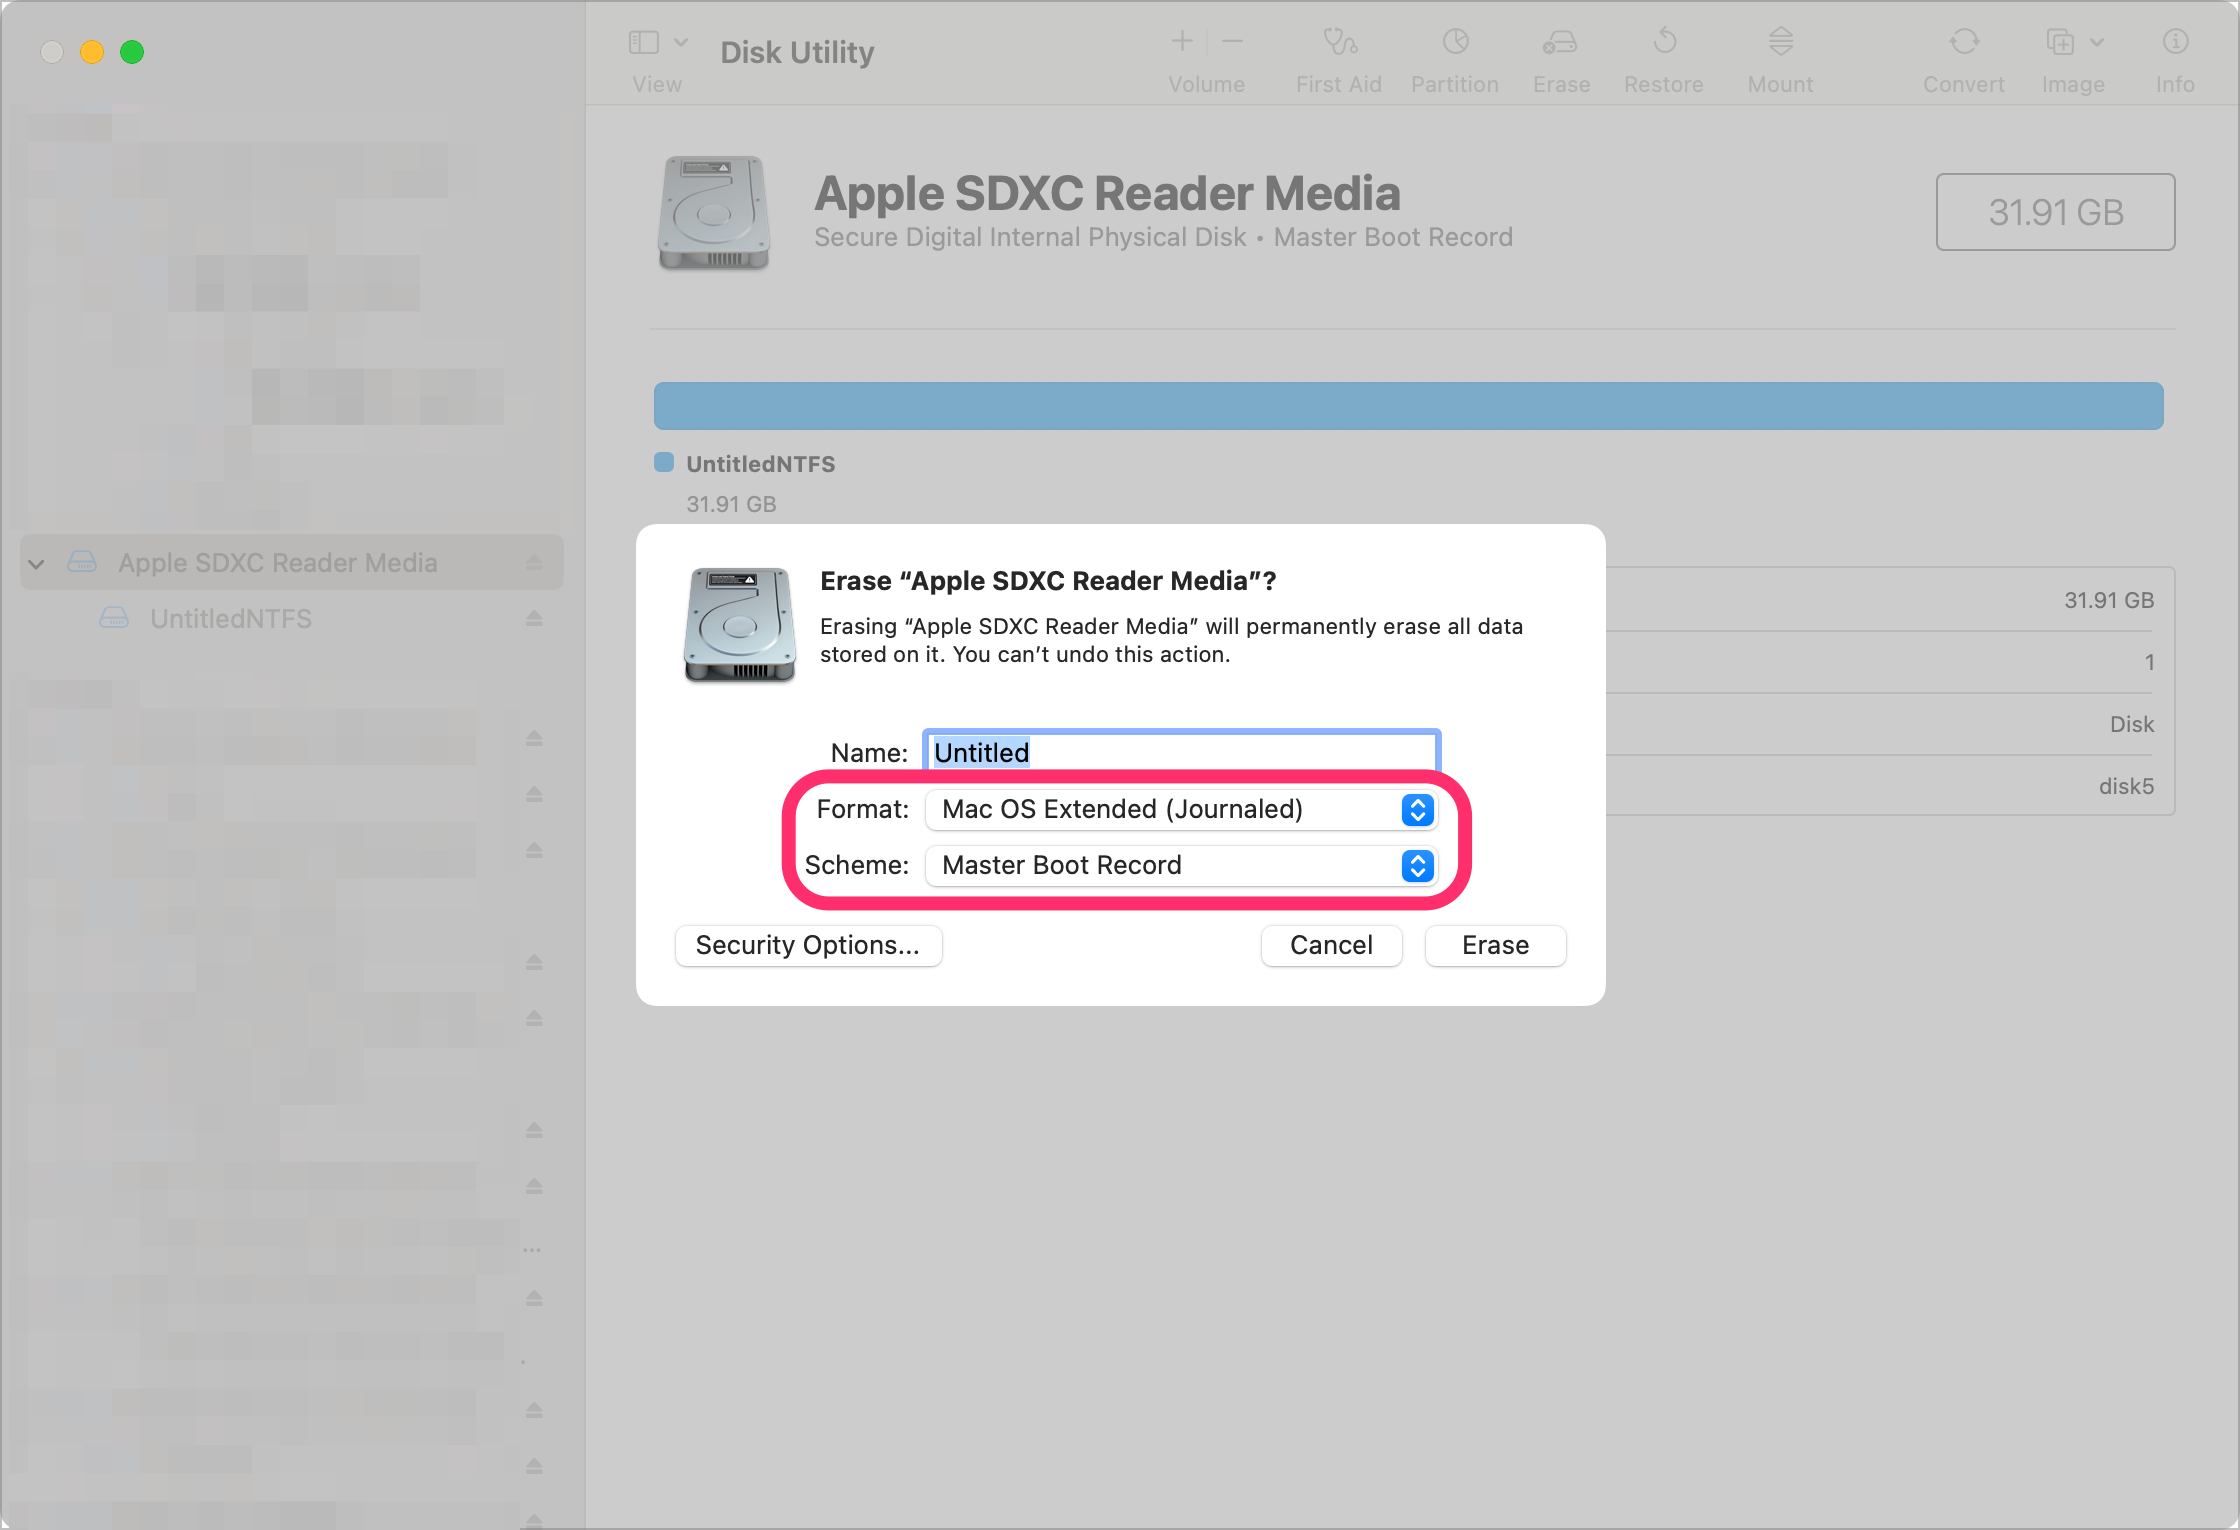 Disk Utility
View
Volume
First Aid
Partition
Erase
Restore
Mount
Convert
Image
Info
Apple SDXC Reader Media
Secure Digital Internal Physical Disk • Master Boot Record
31.91 GB
UntitledNTFS
31.91 GB
Apple SDXC Reader Media
UntitledNTFS
31.91 GB
1
Disk
disk5
Erase “Apple SDXC Reader Media”?
Erasing “Apple SDXC Reader Media” will permanently erase all data
stored on it. You can’t undo this action.
Name: Untitled
Format: Mac OS Extended (Journaled)
Scheme: Master Boot Record
Security Options...
Cancel
Erase